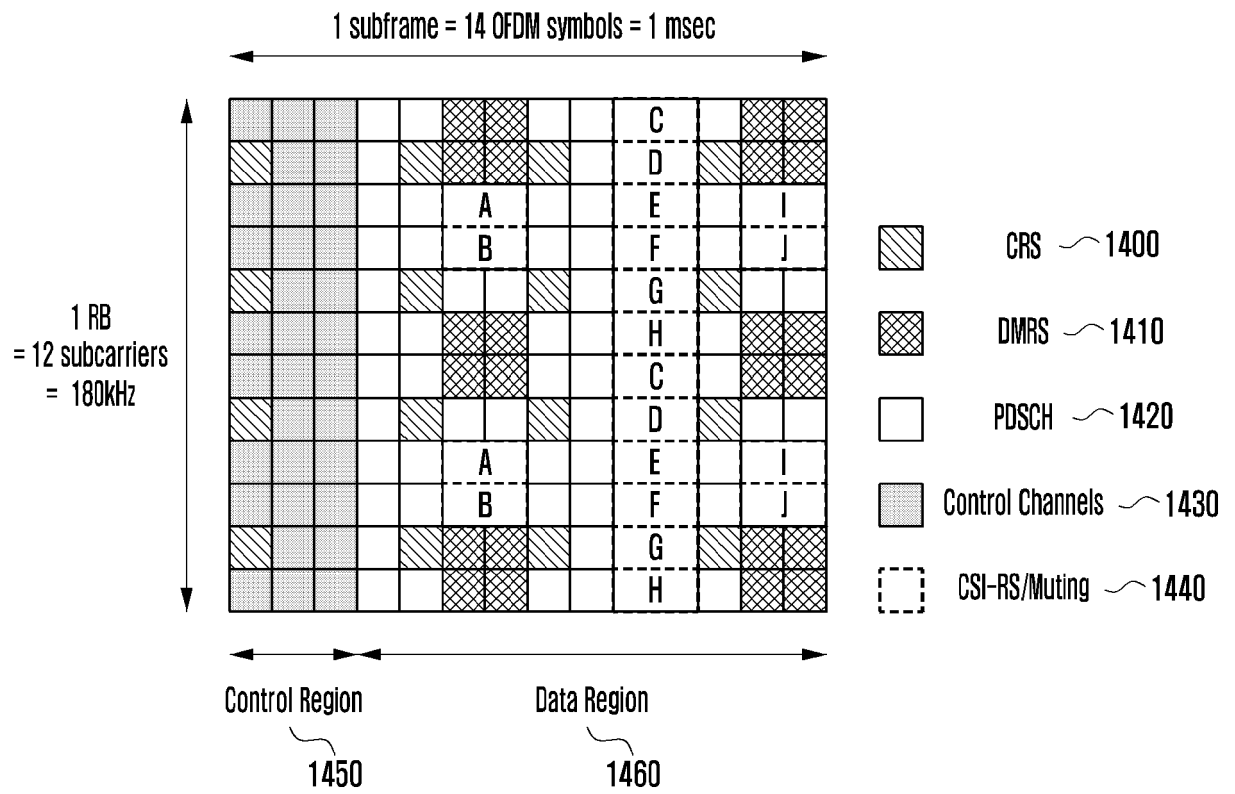 1 subframe = 14 OFDM symbols = 1 msec
C
D
A E I
B F J
G
H
C
D
A E I
B F J
G
H
1 RB
= 12 subcarriers
= 180kHz
CRS 1400
DMRS 1410
PDSCH 1420
Control Channels 1430
CSI-RS/Muting 1440
Control Region Data Region
1450 1460